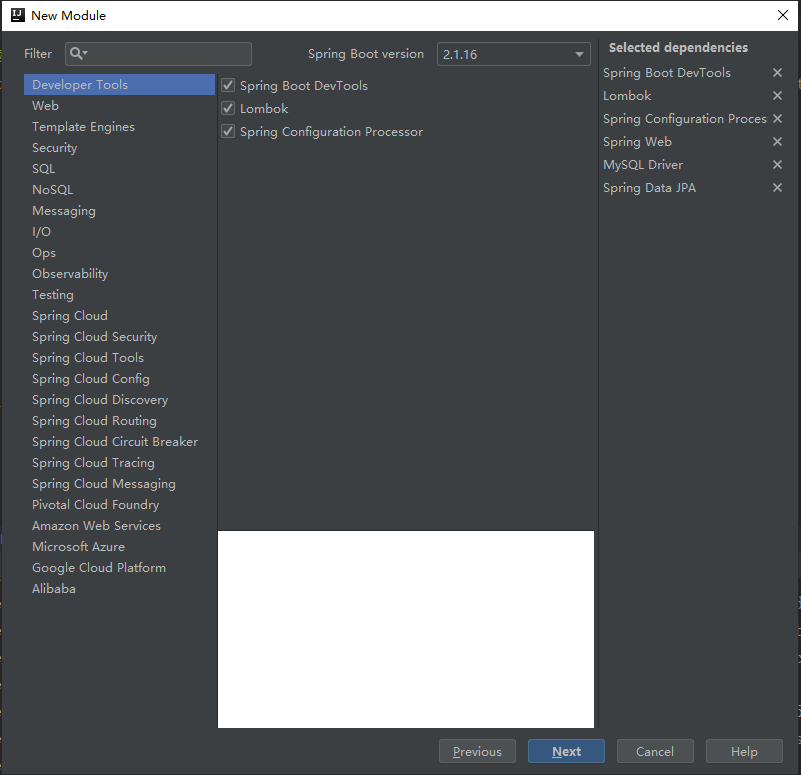 New Module
Filter
Spring Boot version
2.1.16
Developer Tools
Web
Template Engines
Security
SQL
NoSQL
Messaging
I/O
Ops
Observability
Testing
Spring Cloud
Spring Cloud Security
Spring Cloud Tools
Spring Cloud Config
Spring Cloud Discovery
Spring Cloud Routing
Spring Cloud Circuit Breaker
Spring Cloud Tracing
Spring Cloud Messaging
Pivotal Cloud Foundry
Amazon Web Services
Microsoft Azure
Google Cloud Platform
Alibaba
Spring Boot DevTools
Lombok
Spring Configuration Processor
Selected dependencies
Spring Boot DevTools
Lombok
Spring Configuration Proces
Spring Web
MySQL Driver
Spring Data JPA
Previous
Next
Cancel
Help